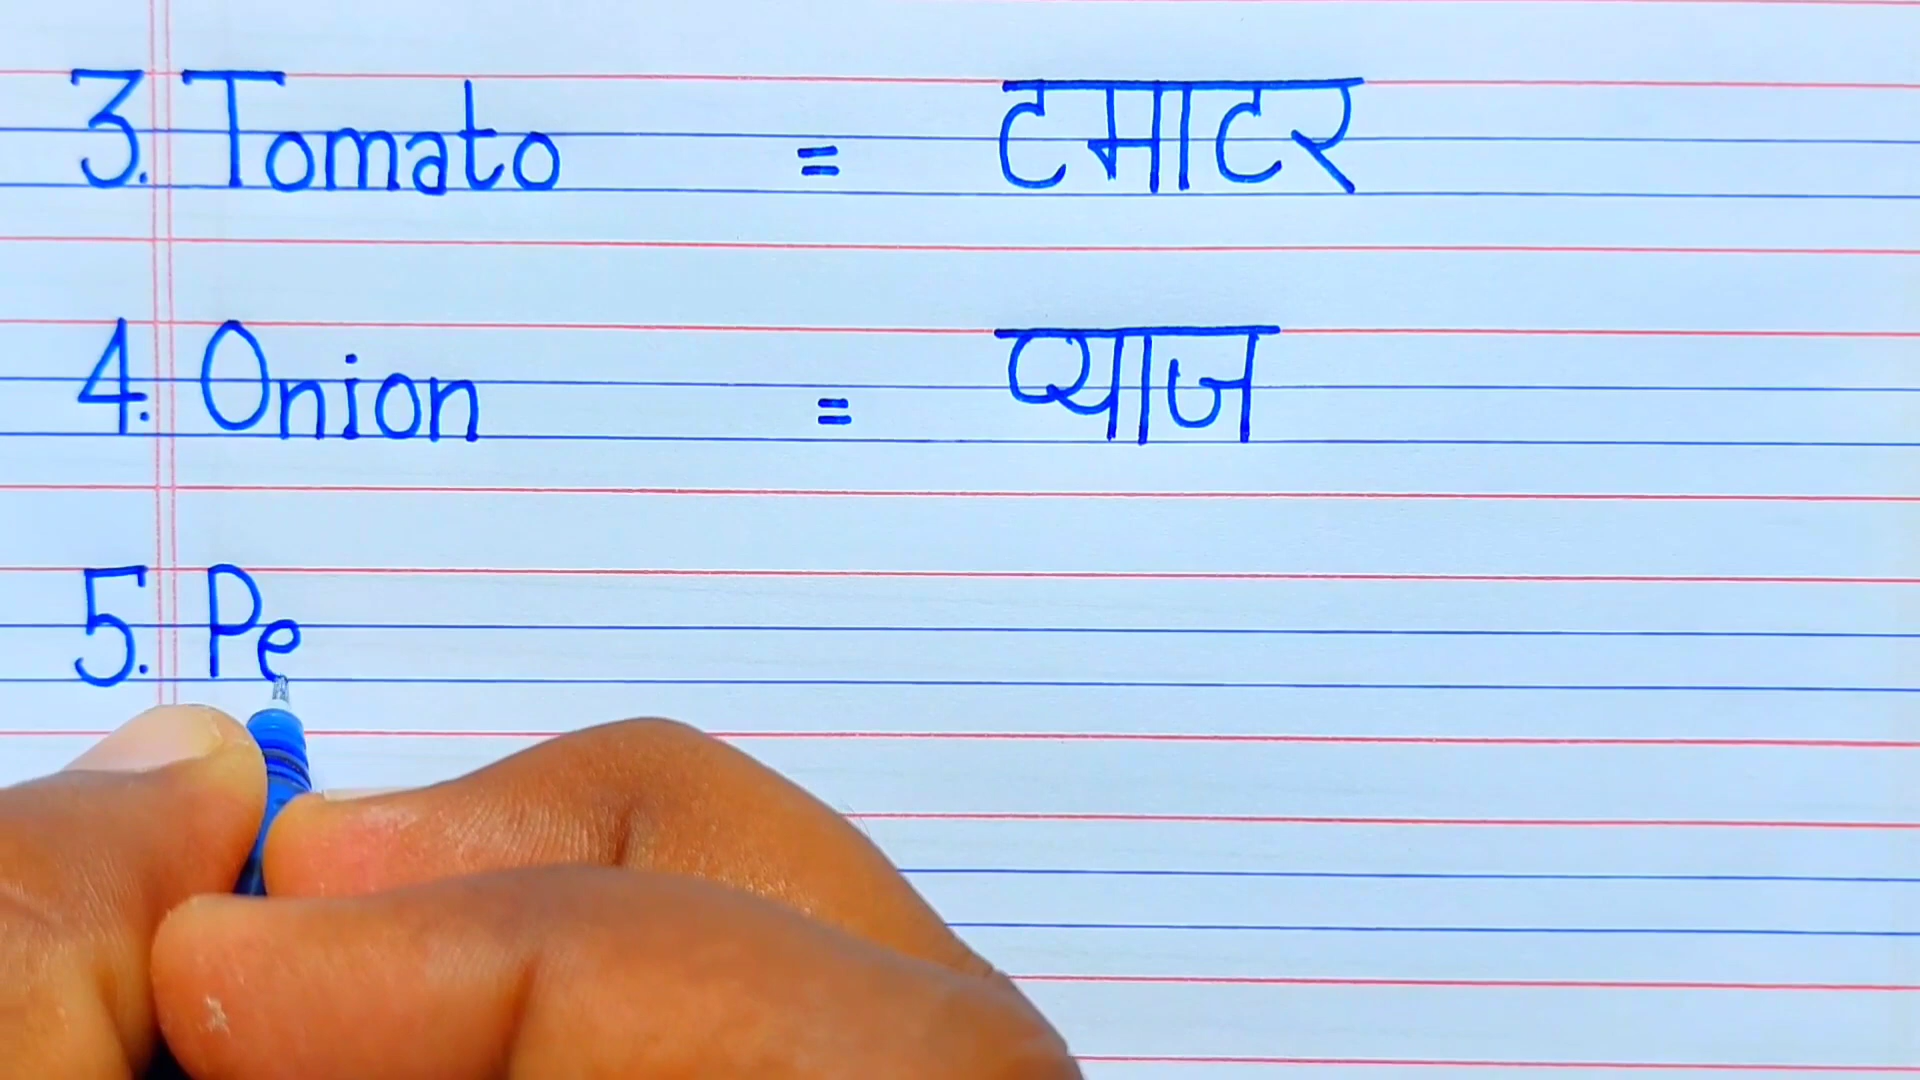 3. Tomato = टमाटर
4. Onion = प्याज
5. Pe